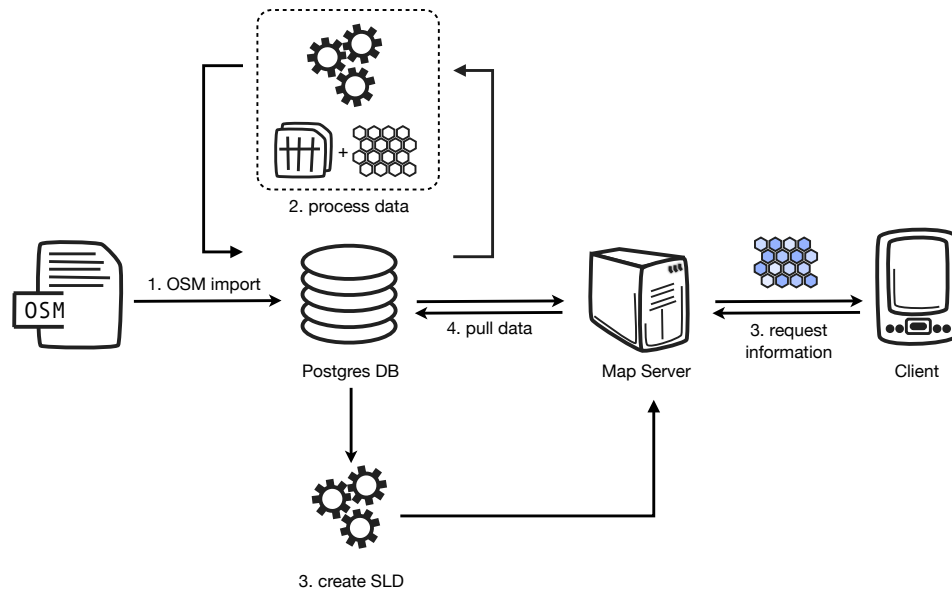 2. process data
OSM
1. OSM import
4. pull data
3. request
information
Postgres DB
Map Server
Client
3. create SLD